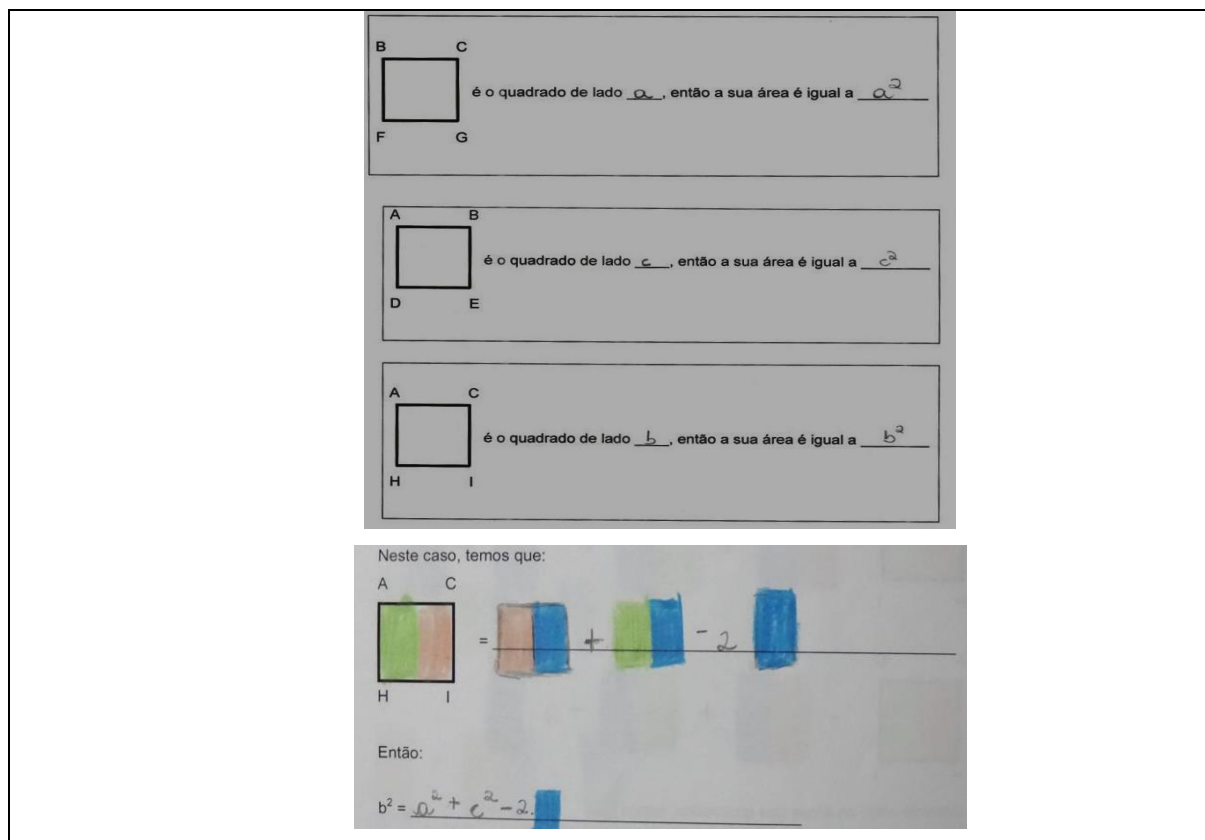 B C
é o quadrado de lado a, então a sua área é igual a a²
F G
A B
é o quadrado de lado c, então a sua área é igual a c²
D E
A C
é o quadrado de lado b, então a sua área é igual a b²
H I
Neste caso, temos que:
A C
= + - 2
H I
Então:
b² = a² + c² - 2.